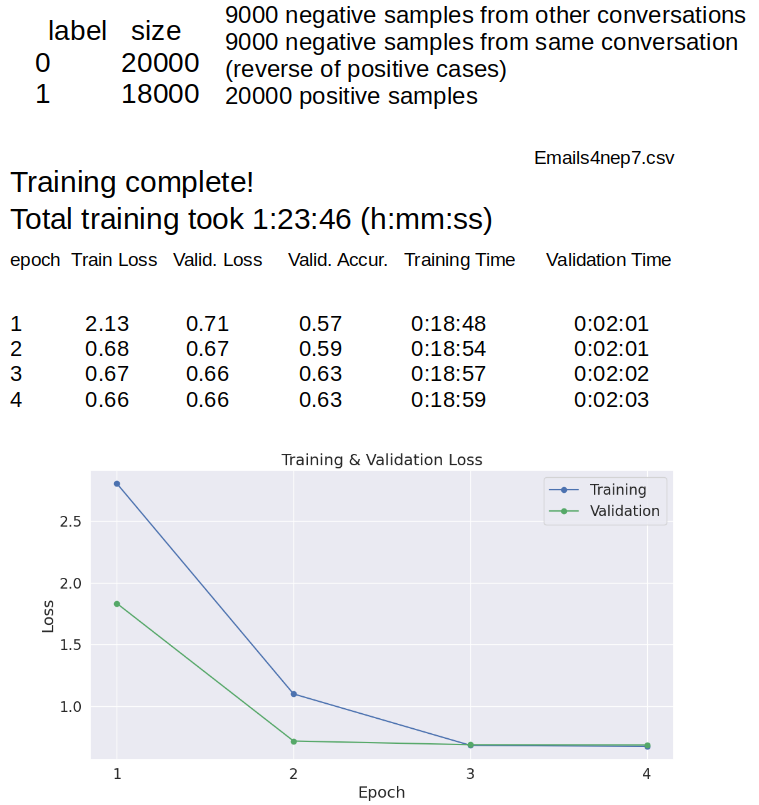 label size
0 20000
1 18000
9000 negative samples from other conversations
9000 negative samples from same conversation
(reverse of positive cases)
20000 positive samples
Emails4nep7.csv
Training complete!
Total training took 1:23:46 (h:mm:ss)
epoch Train Loss Valid. Loss Valid. Accur. Training Time Validation Time
1 2.13 0.71 0.57 0:18:48 0:02:01
2 0.68 0.67 0.59 0:18:54 0:02:01
3 0.67 0.66 0.63 0:18:57 0:02:02
4 0.66 0.66 0.63 0:18:59 0:02:03
Training & Validation Loss
Training
Validation
2.5
2.0
1.5
1.0
Loss
1 2 3 4
Epoch